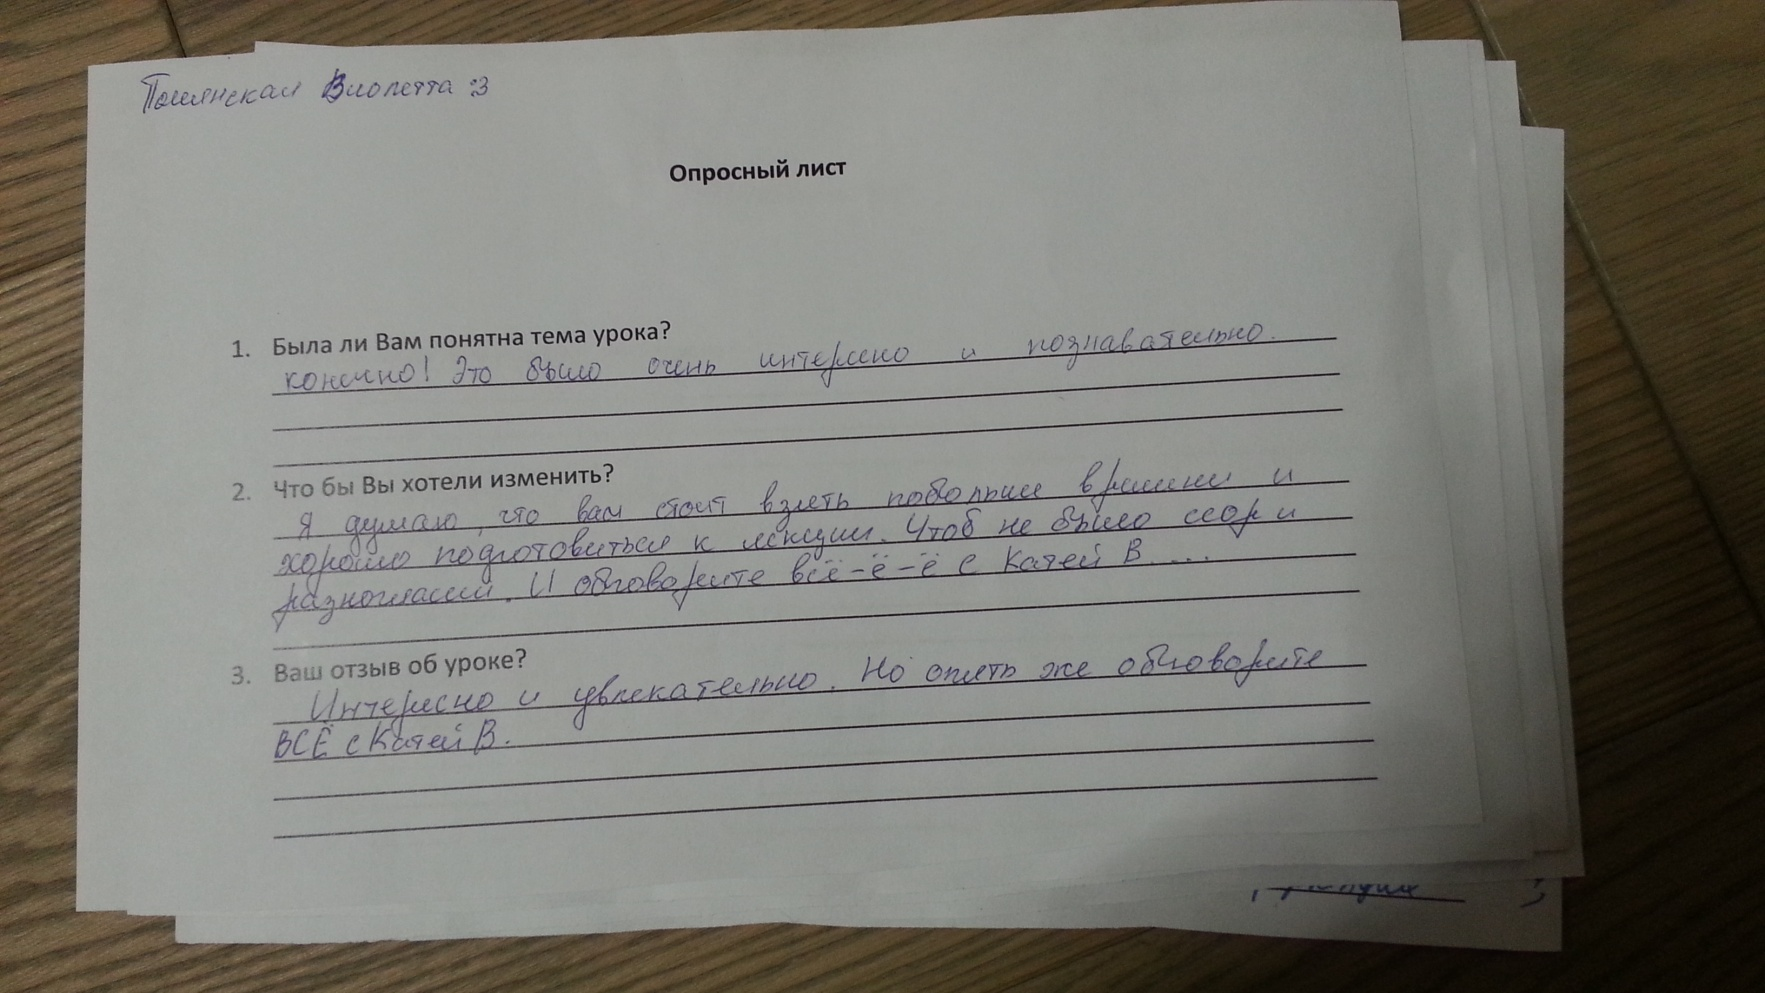 Виолетта :3
Опросный лист
1. Была ли Вам понятна тема урока?
конечно! Это было очень интересно и познавательно.
2. Что бы Вы хотели изменить?
Я думаю, что вам стоит взять побольше времени и
хорошо подготовиться к лекции. Чтоб не было ссор и
разногласий. И обговорите всё-ё-ё с Катей В....
3. Ваш отзыв об уроке?
Интересно и увлекательно. Но опять же обговорите
ВСЁ с Катей В.